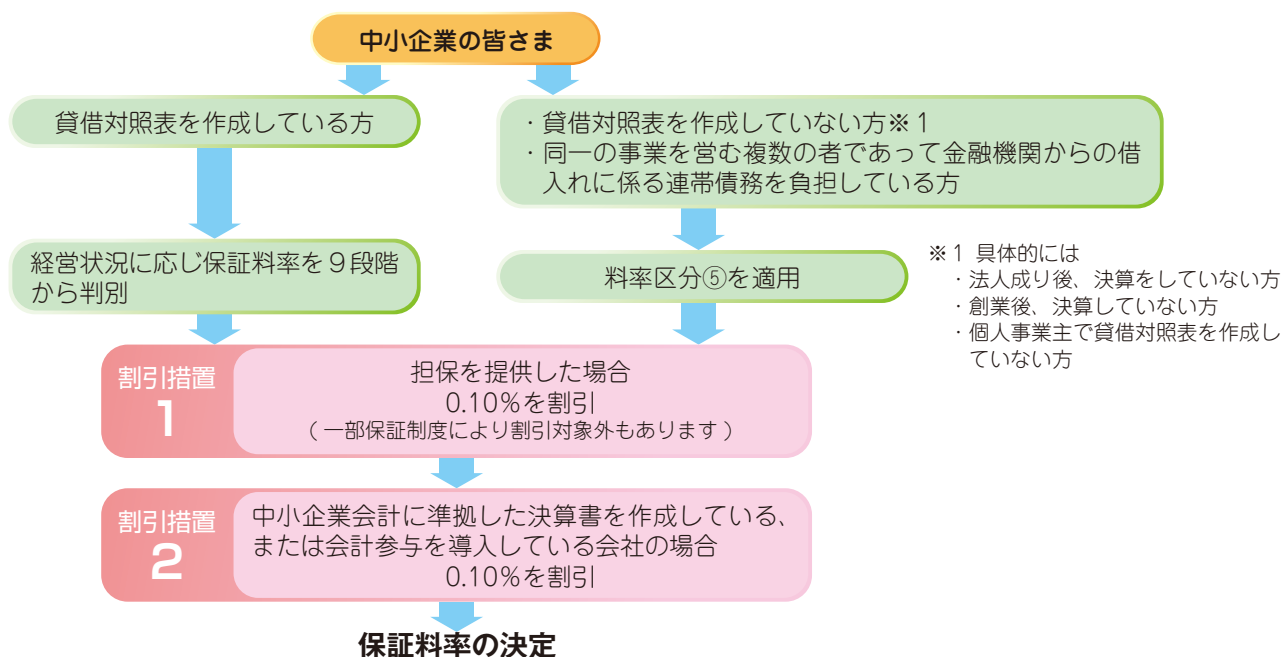 中小企業の皆さま
貸借対照表を作成している方
・貸借対照表を作成していない方※1
・同一の事業を営む複数の者であって金融機関からの借
入れに係る連帯債務を負担している方
経営状況に応じ保証料率を9段階
から判別
料率区分⑤を適用
※1 具体的には
・法人成り後、決算をしていない方
・創業後、決算していない方
・個人事業主で貸借対照表を作成し
ていない方
割引措置
1
担保を提供した場合
0.10%を割引
(一部保証制度により割引対象外もあります)
割引措置
2
中小企業会計に準拠した決算書を作成している、
または会計参与を導入している会社の場合
0.10%を割引
保証料率の決定